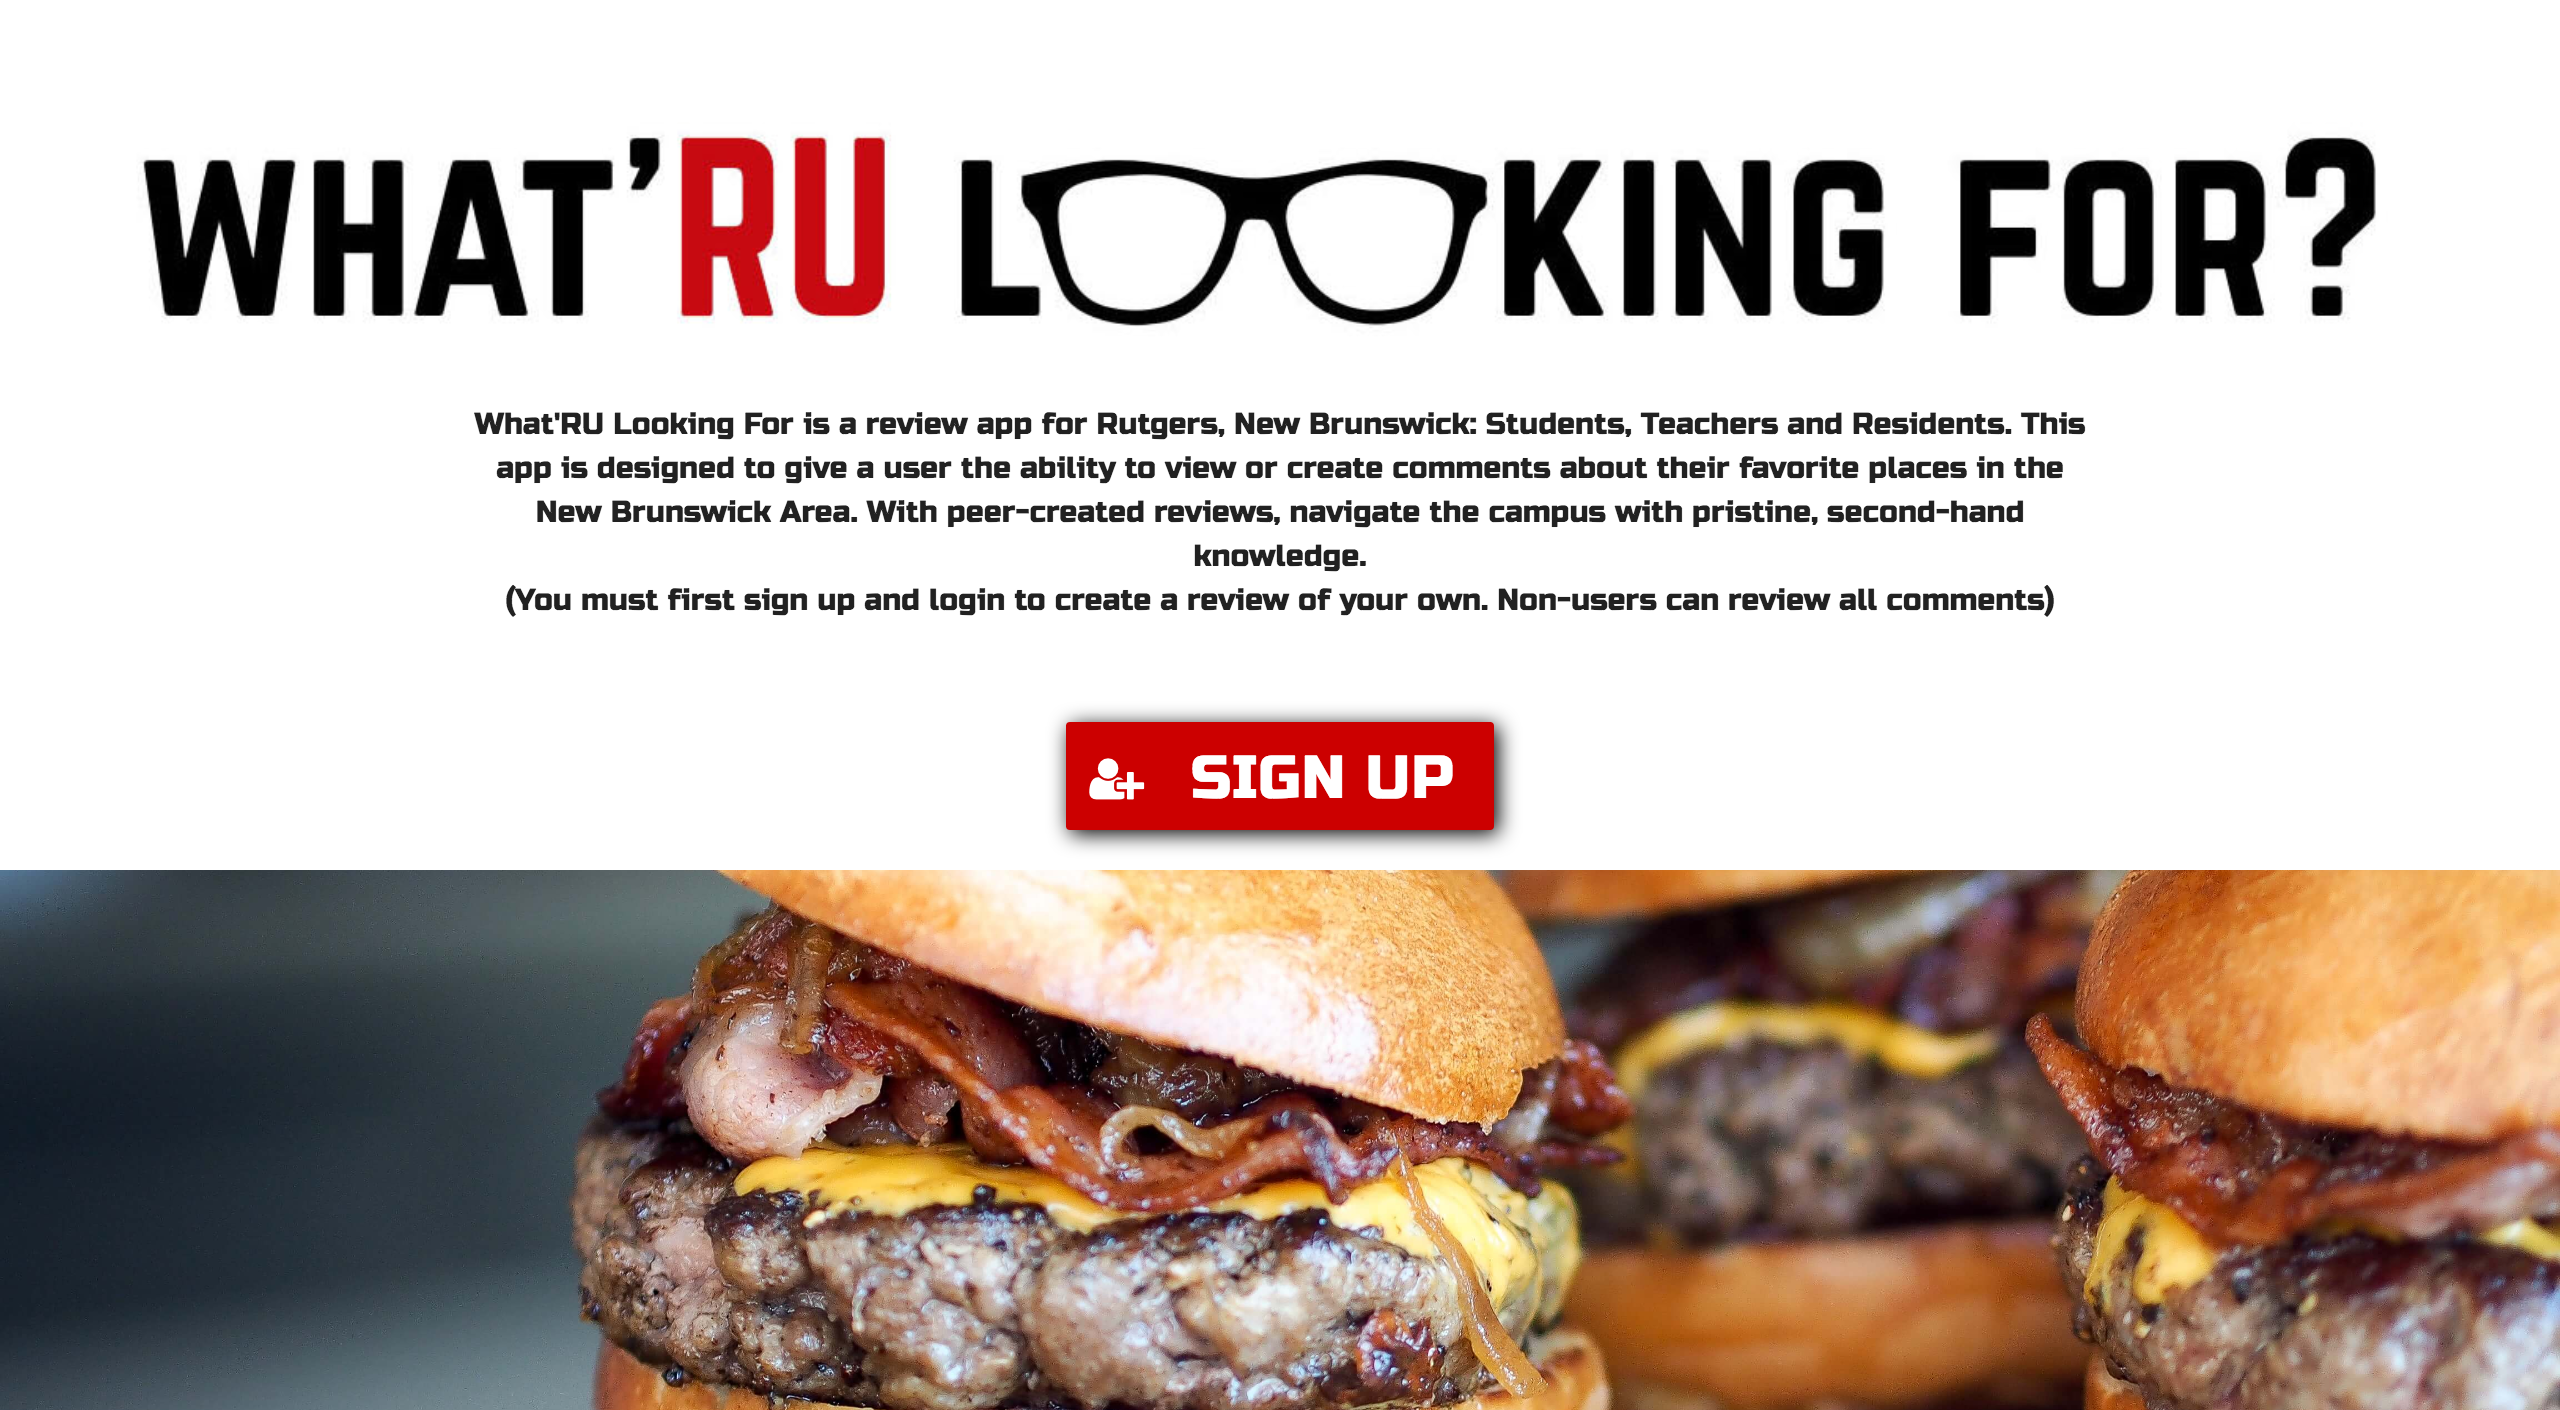 WHAT'RU LOOKING FOR?
What'RU Looking For is a review app for Rutgers, New Brunswick: Students, Teachers and Residents. This
app is designed to give a user the ability to view or create comments about their favorite places in the
New Brunswick Area. With peer-created reviews, navigate the campus with pristine, second-hand
knowledge.
(You must first sign up and login to create a review of your own. Non-users can review all comments)
SIGN UP